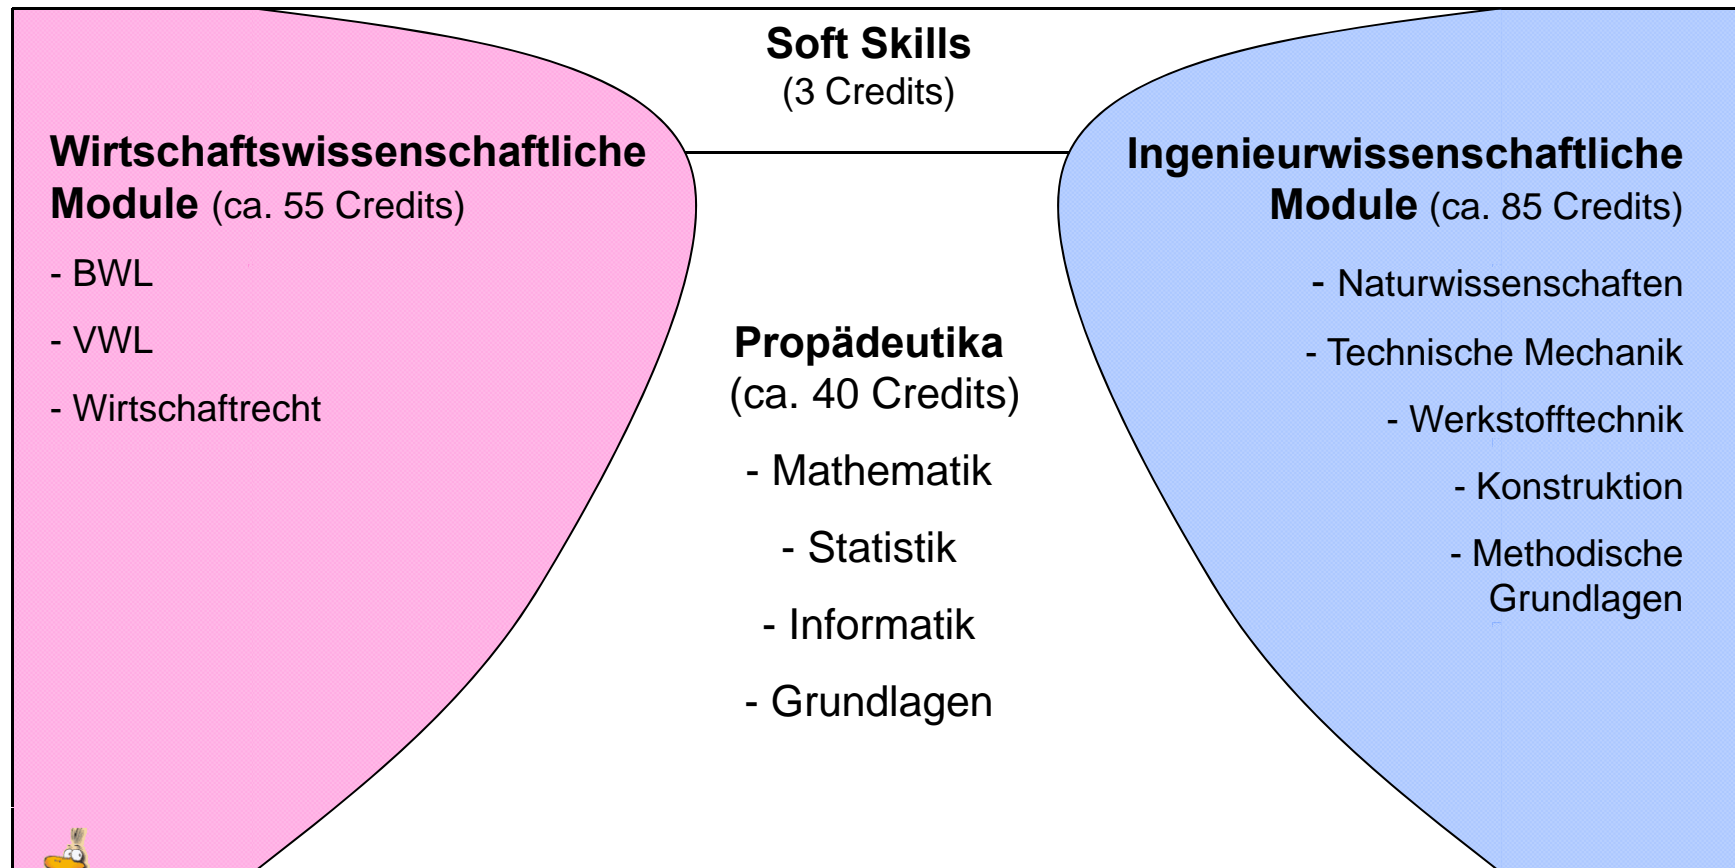 Soft Skills
(3 Credits)
Wirtschaftswissenschaftliche
Module (ca. 55 Credits)
- BWL
- VWL
- Wirtschaftrecht
Propädeutika
(ca. 40 Credits)
- Mathematik
- Statistik
- Informatik
- Grundlagen
Ingenieurwissenschaftliche
Module (ca. 85 Credits)
- Naturwissenschaften
- Technische Mechanik
- Werkstofftechnik
- Konstruktion
- Methodische
Grundlagen